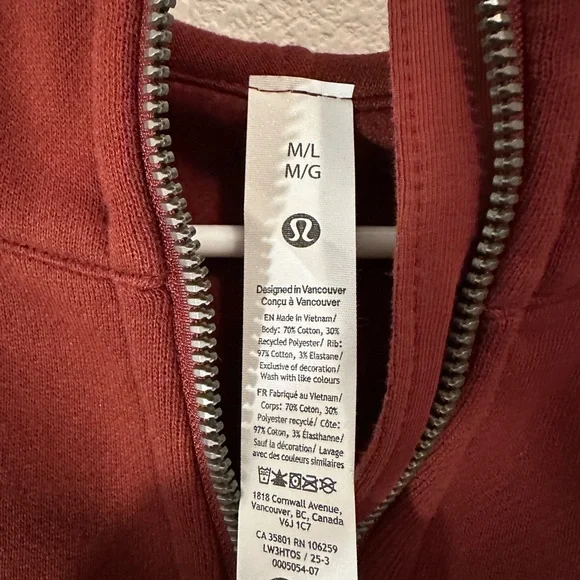 M/L
M/G
Designed in Vancouver
Conçu à Vancouver
EN Made in Vietnam/
Body: 70% Cotton, 30%
Recycled Polyester/ Rib:
97% Cotton, 3% Elastane/
Exclusive of decoration/
Wash with like colours
FR Fabriqué au Vietnam/
Corps: 70% Coton, 30%
Polyester recyclé/ Côte:
97% Coton, 3% Élasthanne/
Sauf la décoration/ Lavage
avec des couleurs similaires
1818 Cornwall Avenue,
Vancouver, BC, Canada
V6J 1C7
CA 35801 RN 106259
LW3HTOS / 25-3
0005054-07